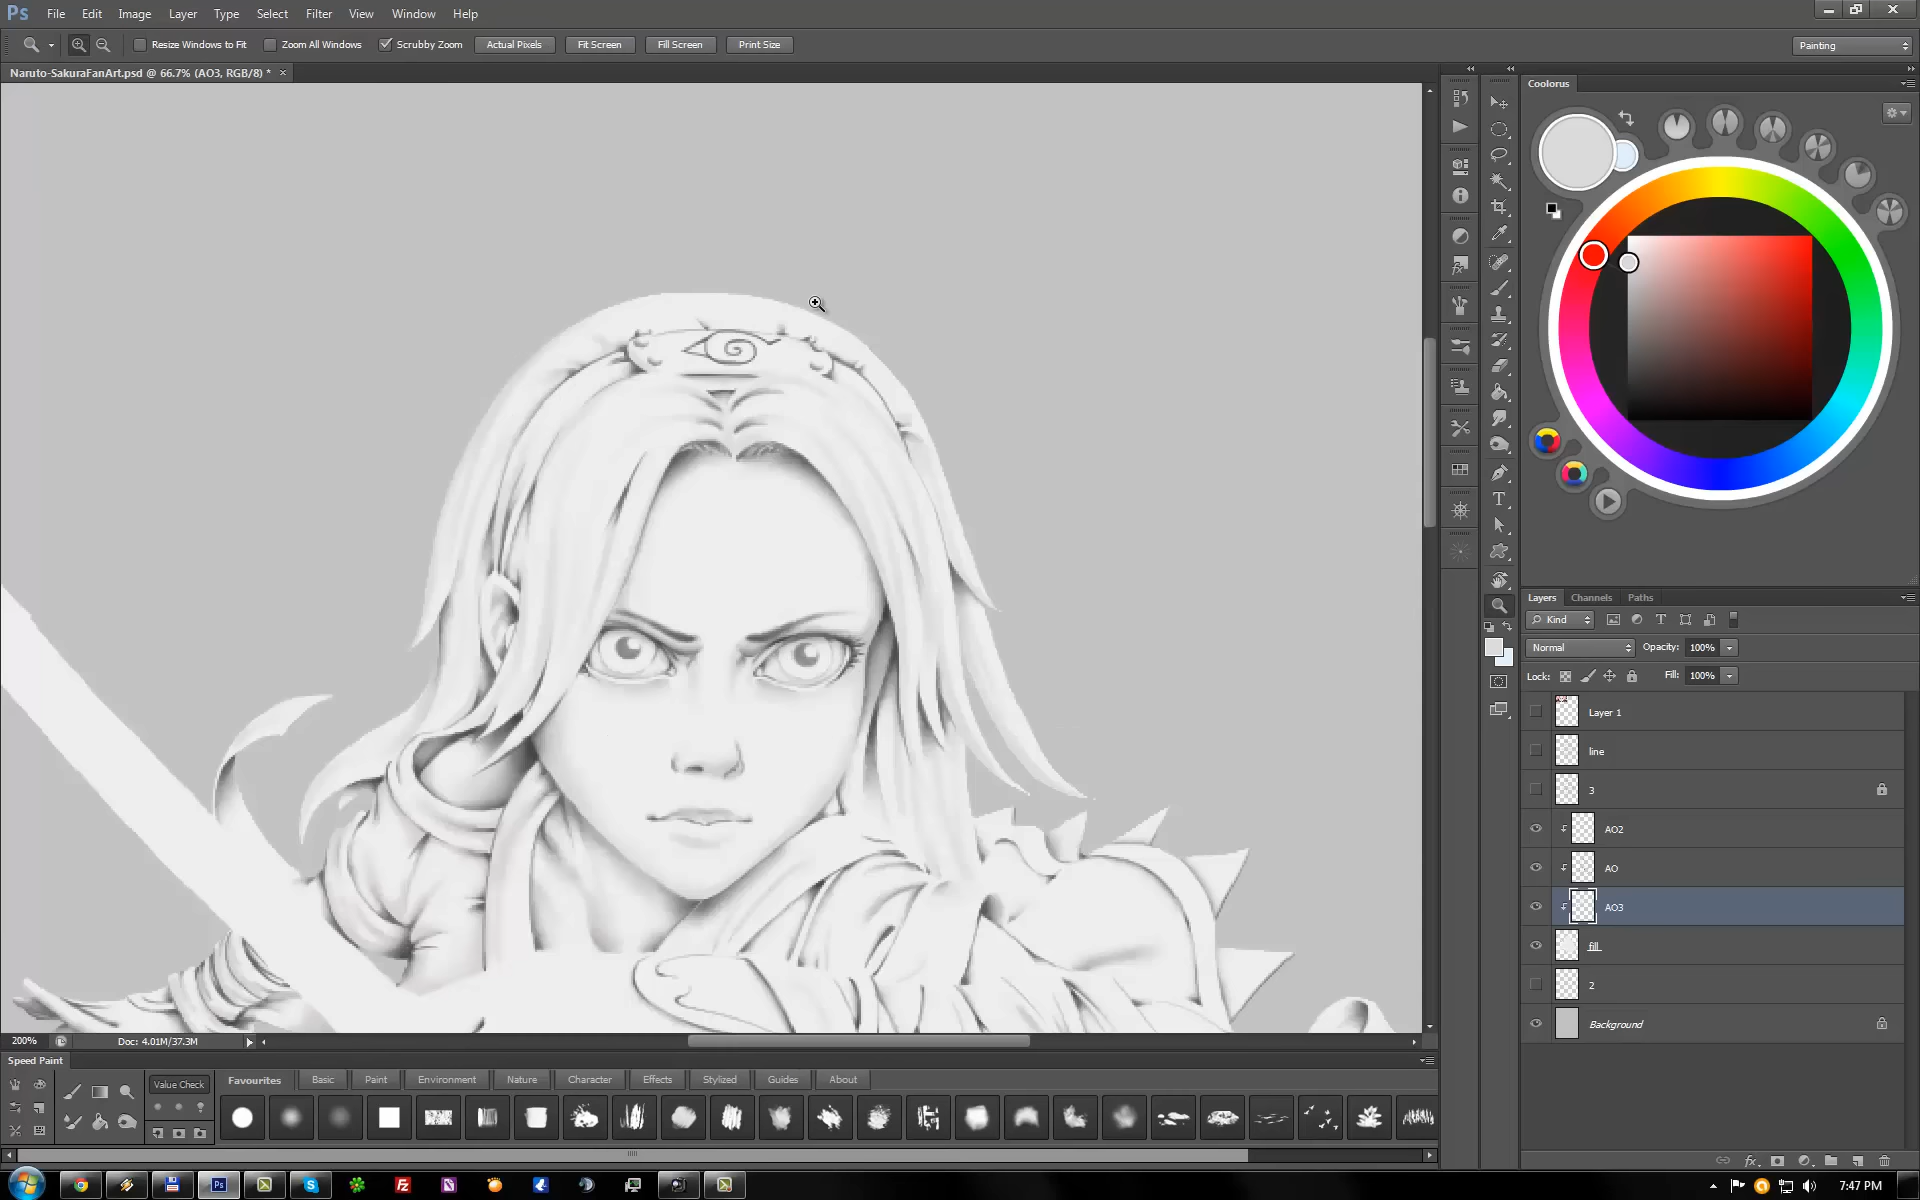 Ps File Edit Image Layer Type Select Filter View Window Help
Resize Windows to Fit Zoom All Windows Scrubby Zoom Actual Pixels Fit Screen Fill Screen Print Size Painting
Naruto-SakuraFanArt.psd @ 66.7% (AO3, RGB/8) *
Coolorus
Layers Channels Paths
Kind
Normal Opacity: 100%
Lock: Fill: 100%
Layer 1
line
3
AO2
AO
AO3
fill
2
Background
200% Doc: 4.01M/37.3M
Speed Paint
Value Check Favourites Basic Paint Environment Nature Character Effects Stylized Guides About
7:47 PM